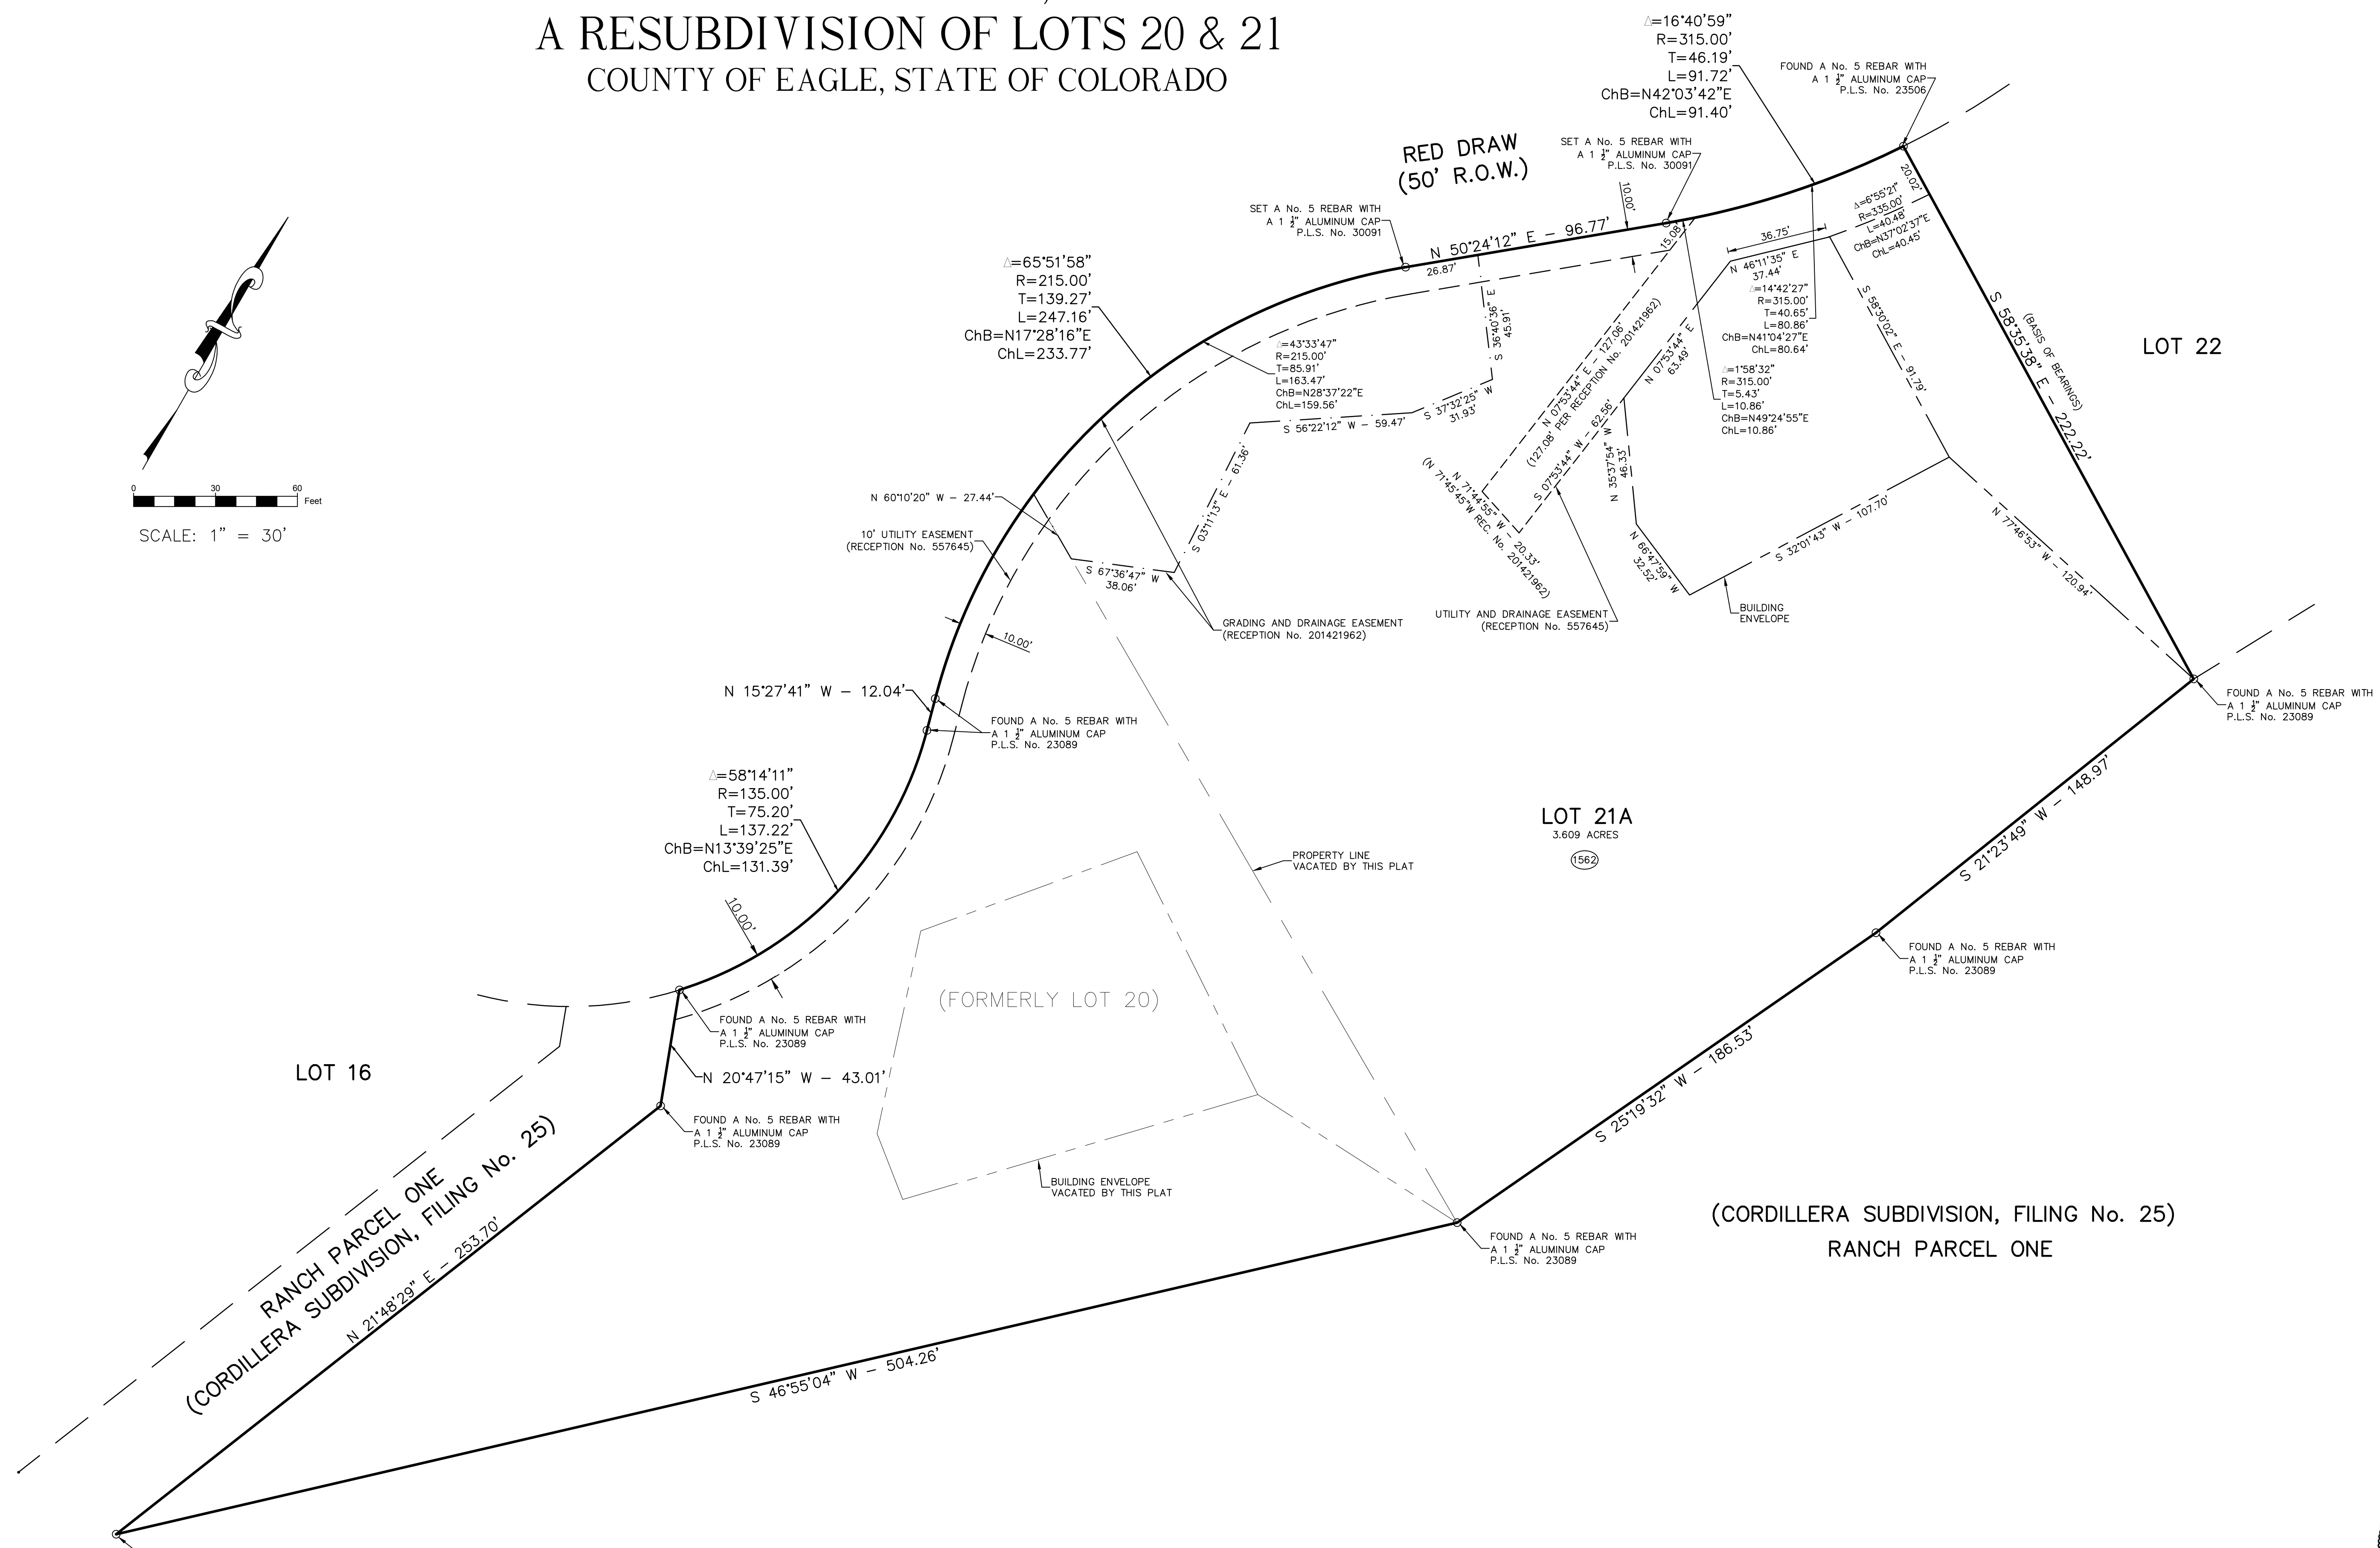 A RESUBDIVISION OF LOTS 20 & 21
COUNTY OF EAGLE, STATE OF COLORADO
Δ=16°40'59"
R=315.00'
T=46.19'
L=91.72'
ChB=N42°03'42"E
ChL=91.40'
FOUND A No. 5 REBAR WITH
A 1 ½" ALUMINUM CAP
P.L.S. No. 23506
RED DRAW
(50' R.O.W.)
SET A No. 5 REBAR WITH
A 1 ½" ALUMINUM CAP
P.L.S. No. 30091
10.00'
SET A No. 5 REBAR WITH
A 1 ½" ALUMINUM CAP
P.L.S. No. 30091
N 50°24'12" E – 96.77'
26.87'
15.08'
20.02'
Δ=6°55'21"
R=335.00'
L=40.48'
ChB=N37°02'37"E
ChL=40.45'
36.75'
N 46°11'35" E
37.44'
Δ=14°42'27"
R=315.00'
T=40.65'
L=80.86'
ChB=N41°04'27"E
ChL=80.64'
Δ=1°58'32"
R=315.00'
T=5.43'
L=10.86'
ChB=N49°24'55"E
ChL=10.86'
S 58°30'02" E – 91.79'
S 58°35'38" E – 222.22'
(BASIS OF BEARINGS)
LOT 22
Δ=65°51'58"
R=215.00'
T=139.27'
L=247.16'
ChB=N17°28'16"E
ChL=233.77'
Δ=43°33'47"
R=215.00'
T=85.91'
L=163.47'
ChB=N28°37'22"E
ChL=159.56'
S 36°40'36" E
45.91'
S 37°32'25" W
31.93'
S 56°22'12" W – 59.47'
S 03°11'13" E – 61.36'
S 67°36'47" W
38.06'
N 60°10'20" W – 27.44'
10' UTILITY EASEMENT
(RECEPTION No. 557645)
N 07°53'44" E – 127.06'
(127.08' PER RECEPTION No. 201421962)
S 07°53'44" W – 62.56'
N 07°53'44" E
63.49'
N 71°44'55" W – 20.33'
(N 71°45'45"W REC. No. 201421962)
N 35°37'54" W
46.33'
N 66°47'59" W
32.52'
S 32°01'43" W – 107.70'
N 77°46'53" W – 120.94'
BUILDING
ENVELOPE
UTILITY AND DRAINAGE EASEMENT
(RECEPTION No. 557645)
GRADING AND DRAINAGE EASEMENT
(RECEPTION No. 201421962)
0 30 60
Feet
SCALE: 1" = 30'
10.00'
N 15°27'41" W – 12.04'
FOUND A No. 5 REBAR WITH
A 1 ½" ALUMINUM CAP
P.L.S. No. 23089
FOUND A No. 5 REBAR WITH
A 1 ½" ALUMINUM CAP
P.L.S. No. 23089
Δ=58°14'11"
R=135.00'
T=75.20'
L=137.22'
ChB=N13°39'25"E
ChL=131.39'
10.00'
LOT 21A
3.609 ACRES
1562
PROPERTY LINE
VACATED BY THIS PLAT
S 21°23'49" W – 148.97'
FOUND A No. 5 REBAR WITH
A 1 ½" ALUMINUM CAP
P.L.S. No. 23089
(FORMERLY LOT 20)
FOUND A No. 5 REBAR WITH
A 1 ½" ALUMINUM CAP
P.L.S. No. 23089
LOT 16
N 20°47'15" W – 43.01'
FOUND A No. 5 REBAR WITH
A 1 ½" ALUMINUM CAP
P.L.S. No. 23089
S 25°19'32" W – 186.53'
BUILDING ENVELOPE
VACATED BY THIS PLAT
RANCH PARCEL ONE
(CORDILLERA SUBDIVISION, FILING No. 25)
N 21°48'29" E – 253.70'
FOUND A No. 5 REBAR WITH
A 1 ½" ALUMINUM CAP
P.L.S. No. 23089
(CORDILLERA SUBDIVISION, FILING No. 25)
RANCH PARCEL ONE
S 46°55'04" W – 504.26'